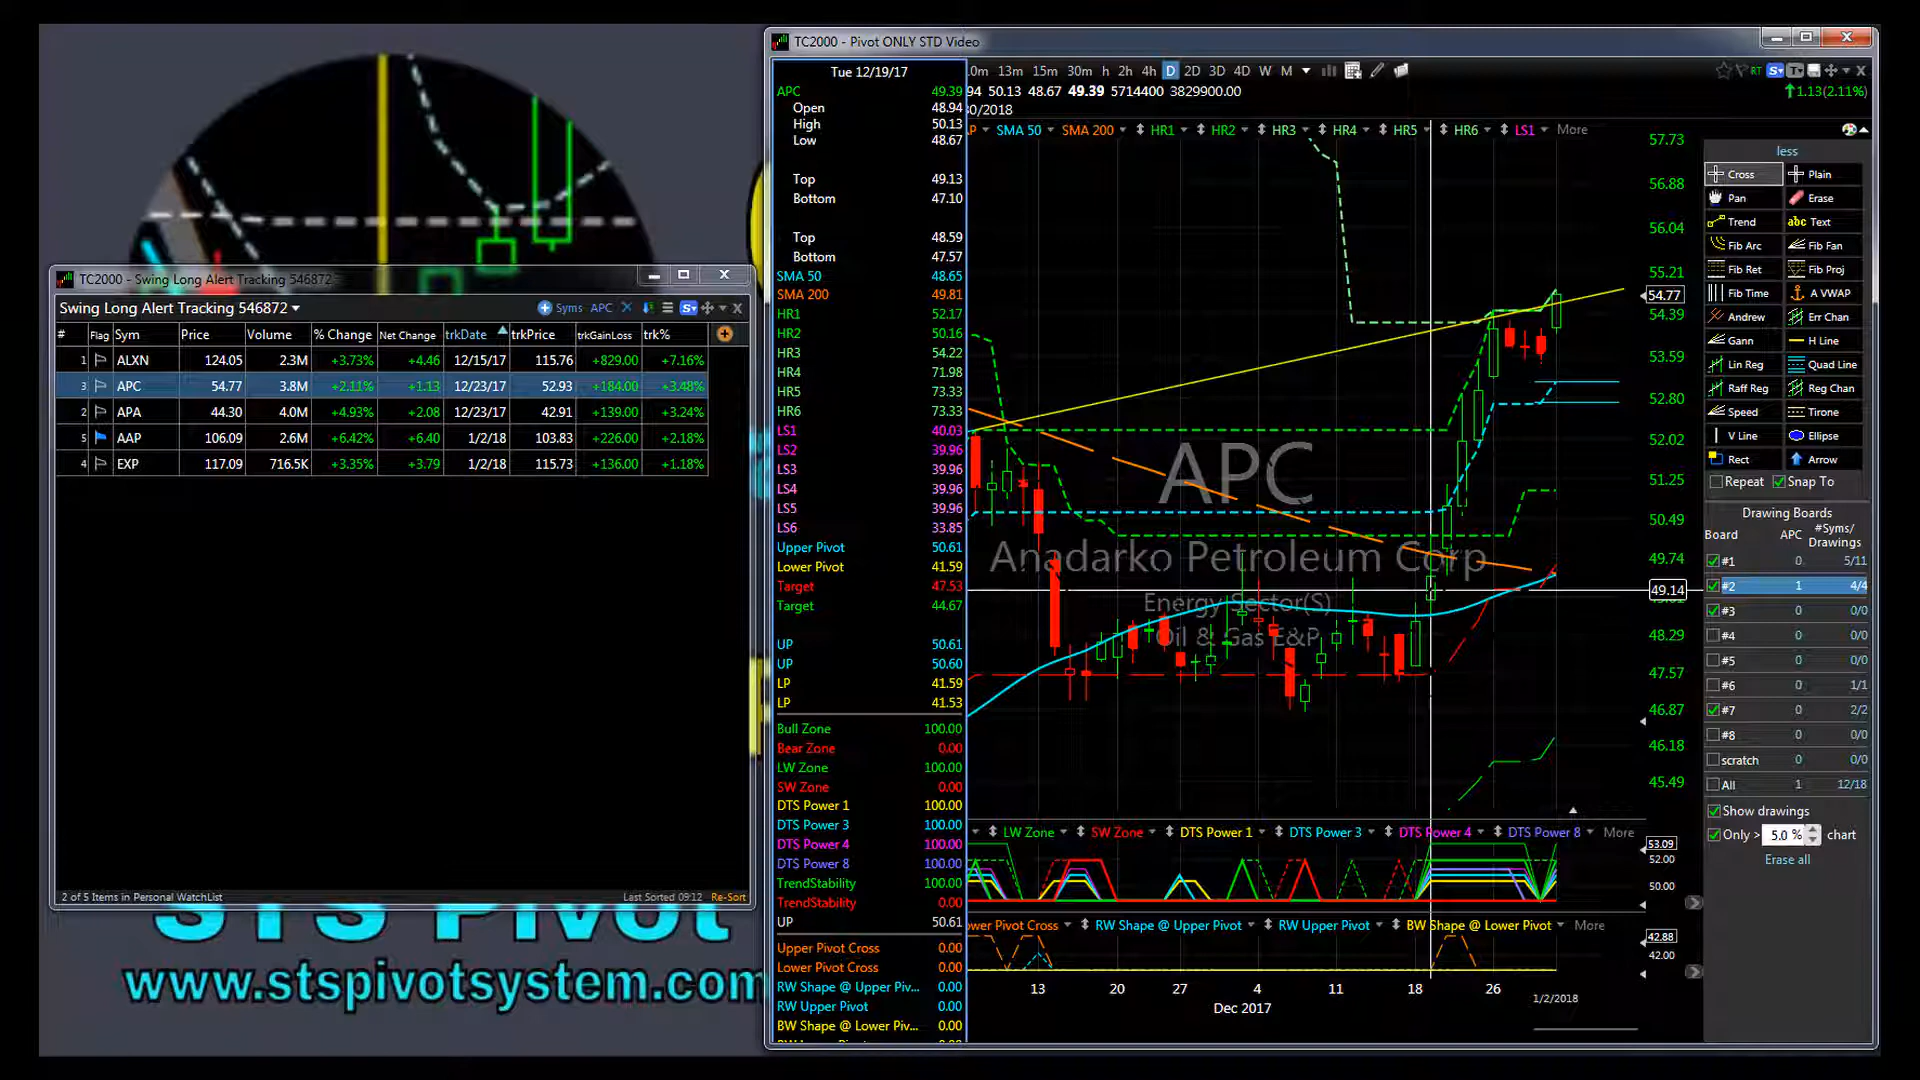 TC2000 - Pivot ONLY STD Video
Tue 12/19/17
APC 49.39
Open 48.94
High 50.13
Low 48.67
Top 49.13
Bottom 47.10
Top 48.59
Bottom 47.57
SMA 50 48.65
SMA 200 49.81
HR1 52.17
HR2 50.16
HR3 54.22
HR4 71.98
HR5 73.33
HR6 73.33
LS1 40.03
LS2 39.96
LS3 39.96
LS4 39.96
LS5 39.96
LS6 33.85
Upper Pivot 50.61
Lower Pivot 41.59
Target 47.53
Target 44.67
UP 50.61
UP 50.60
LP 41.59
LP 41.53
Bull Zone 100.00
Bear Zone 0.00
LW Zone 100.00
SW Zone 0.00
DTS Power 1 100.00
DTS Power 3 100.00
DTS Power 4 100.00
DTS Power 8 100.00
TrendStability 100.00
TrendStability 0.00
UP 50.61
Upper Pivot Cross 0.00
Lower Pivot Cross 0.00
RW Shape @ Upper Piv... 0.00
RW Upper Pivot 0.00
BW Shape @ Lower Piv... 0.00
0m 13m 15m 30m h 2h 4h D 2D 3D 4D W M
RT S T X
94 50.13 48.67 49.39 5714400 3829900.00
1.13(2.11%)
30/2018
SMA 50 SMA 200 HR1 HR2 HR3 HR4 HR5 HR6 LS1 More
APC
Anadarko Petroleum Corp
Energy Sector(S)
Oil & Gas E&P
57.73
56.88
56.04
55.21
54.77
54.39
53.59
52.80
52.02
51.25
50.49
49.74
49.14
48.29
47.57
46.87
46.18
45.49
LW Zone SW Zone DTS Power 1 DTS Power 3 DTS Power 4 DTS Power 8 More
53.09
52.00
50.00
ower Pivot Cross RW Shape @ Upper Pivot RW Upper Pivot BW Shape @ Lower Pivot More
42.88
42.00
13 20 27 4 11 18 26
Dec 2017
1/2/2018
less
Cross Plain
Pan Erase
Trend abc Text
Fib Arc Fib Fan
Fib Ret Fib Proj
Fib Time A VWAP
Andrew Err Chan
Gann H Line
Lin Reg Quad Line
Raff Reg Reg Chan
Speed Tirone
V Line Ellipse
Rect Arrow
Repeat Snap To
Drawing Boards
Board APC #Syms/ Drawings
#1 0 5/11
#2 1 4/4
#3 0 0/0
#4 0 0/0
#5 0 0/0
#6 0 1/1
#7 0 2/2
#8 0 0/0
scratch 0 0/0
All 1 12/18
Show drawings
Only > 5.0 % chart
Erase all
TC2000 - Swing Long Alert Tracking 546872
Swing Long Alert Tracking 546872 Syms APC S
# Flag Sym Price Volume % Change Net Change trkDate trkPrice trkGainLoss trk%
1 ALXN 124.05 2.3M +3.73% +4.46 12/15/17 115.76 +829.00 +7.16%
3 APC 54.77 3.8M +2.11% +1.13 12/23/17 52.93 +184.00 +3.48%
2 APA 44.30 4.0M +4.93% +2.08 12/23/17 42.91 +139.00 +3.24%
5 AAP 106.09 2.6M +6.42% +6.40 1/2/18 103.83 +226.00 +2.18%
4 EXP 117.09 716.5K +3.35% +3.79 1/2/18 115.73 +136.00 +1.18%
2 of 5 Items in Personal WatchList Last Sorted 09:12 Re-Sort
STS Pivot
www.stspivotsystem.com